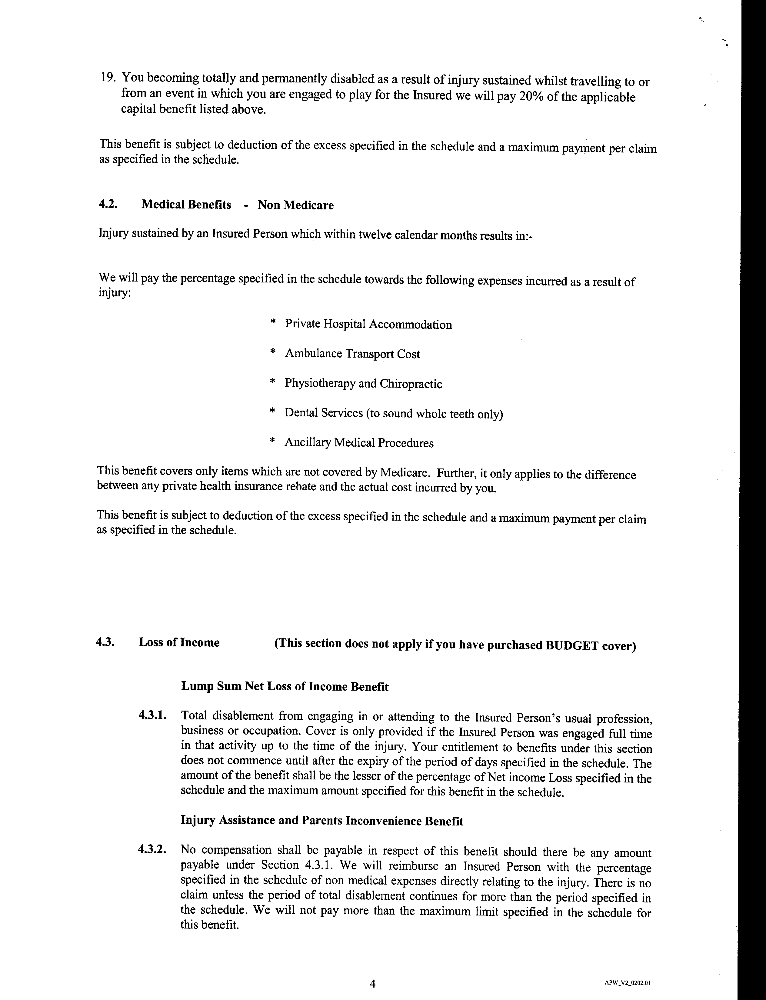 19. You becoming totally and permanently disabled as a result of injury sustained whilst travelling to or
from an event in which you are engaged to play for the Insured we will pay 20% of the applicable
capital benefit listed above.
This benefit is subject to deduction of the excess specified in the schedule and a maximum payment per claim
as specified in the schedule.
4.2. Medical Benefits - Non Medicare
Injury sustained by an Insured Person which within twelve calendar months results in:-
We will pay the percentage specified in the schedule towards the following expenses incurred as a result of
injury:
* Private Hospital Accommodation
* Ambulance Transport Cost
* Physiotherapy and Chiropractic
* Dental Services (to sound whole teeth only)
* Ancillary Medical Procedures
This benefit covers only items which are not covered by Medicare. Further, it only applies to the difference
between any private health insurance rebate and the actual cost incurred by you.
This benefit is subject to deduction of the excess specified in the schedule and a maximum payment per claim
as specified in the schedule.
4.3. Loss of Income (This section does not apply if you have purchased BUDGET cover)
Lump Sum Net Loss of Income Benefit
4.3.1. Total disablement from engaging in or attending to the Insured Person's usual profession,
business or occupation. Cover is only provided if the Insured Person was engaged full time
in that activity up to the time of the injury. Your entitlement to benefits under this section
does not commence until after the expiry of the period of days specified in the schedule. The
amount of the benefit shall be the lesser of the percentage of Net income Loss specified in the
schedule and the maximum amount specified for this benefit in the schedule.
Injury Assistance and Parents Inconvenience Benefit
4.3.2. No compensation shall be payable in respect of this benefit should there be any amount
payable under Section 4.3.1. We will reimburse an Insured Person with the percentage
specified in the schedule of non medical expenses directly relating to the injury. There is no
claim unless the period of total disablement continues for more than the period specified in
the schedule. We will not pay more than the maximum limit specified in the schedule for
this benefit.
4
APW_V2_0202.01